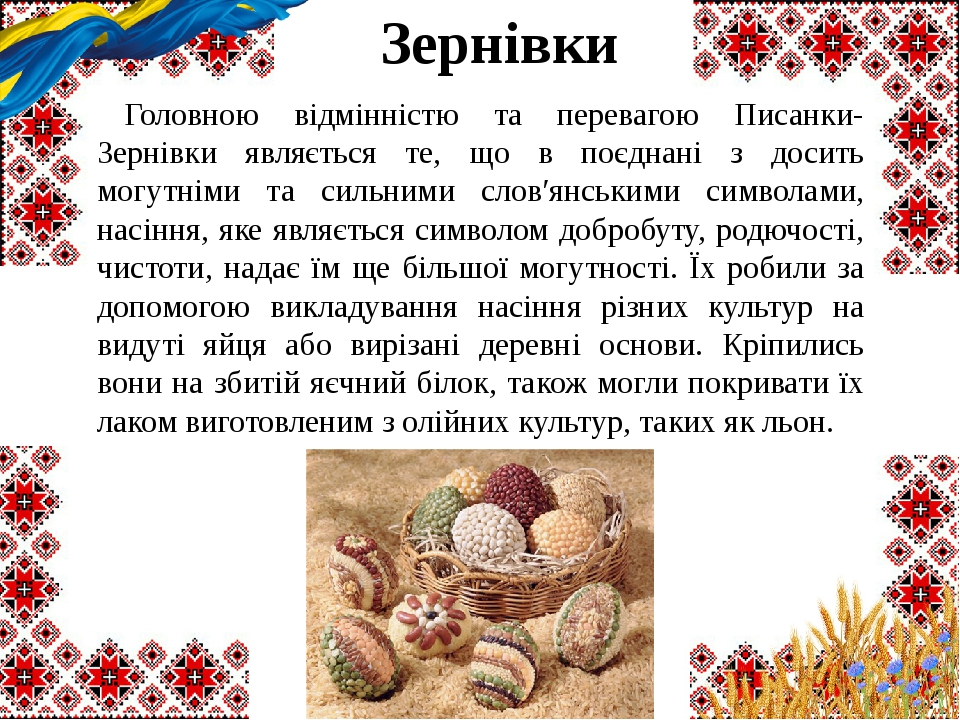 Зернівки
Головною відмінністю та перевагою Писанки-
Зернівки являється те, що в поєднані з досить
могутніми та сильними слов′янськими символами,
насіння, яке являється символом добробуту, родючості,
чистоти, надає їм ще більшої могутності. Їх робили за
допомогою викладування насіння різних культур на
видуті яйця або вирізані деревні основи. Кріпились
вони на збитій яєчний білок, також могли покривати їх
лаком виготовленим з олійних культур, таких як льон.